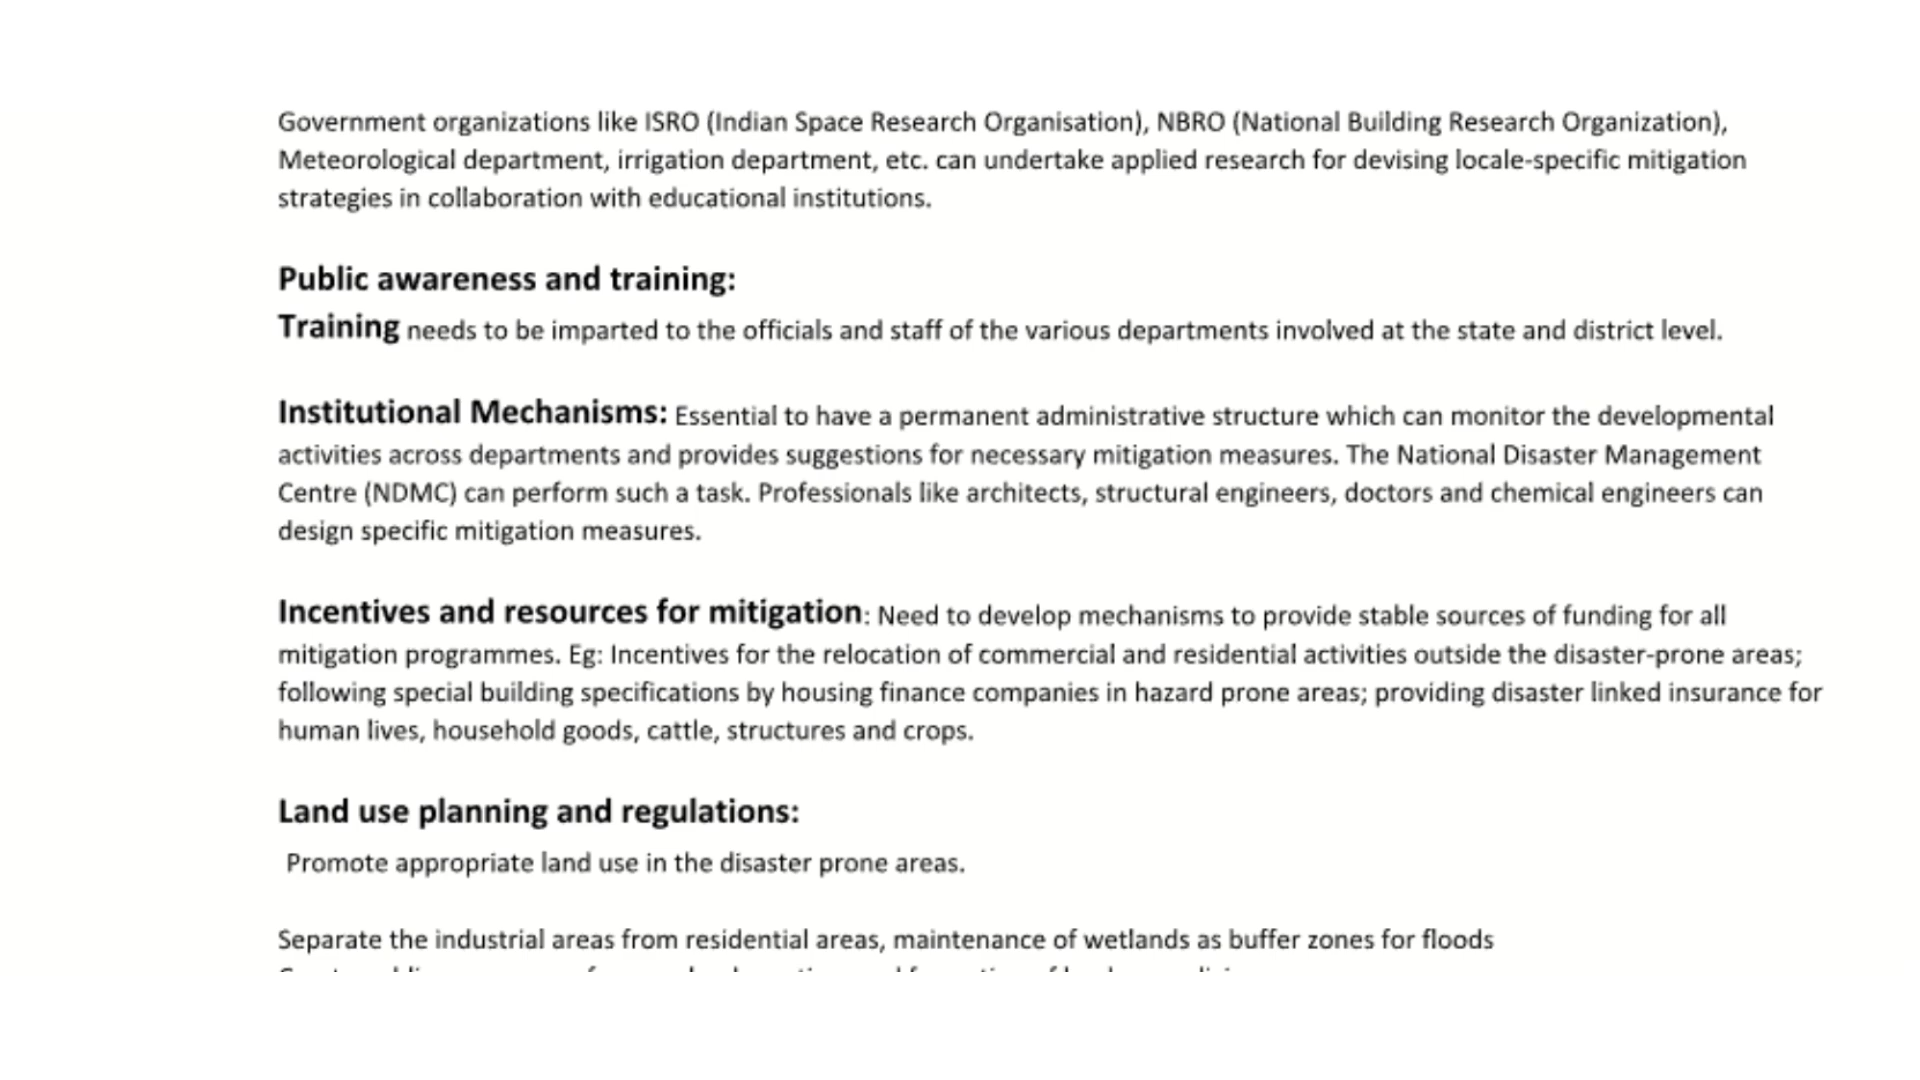 Government organizations like ISRO (Indian Space Research Organisation), NBRO (National Building Research Organization),
Meteorological department, irrigation department, etc. can undertake applied research for devising locale-specific mitigation
strategies in collaboration with educational institutions.
Public awareness and training:
Training needs to be imparted to the officials and staff of the various departments involved at the state and district level.
Institutional Mechanisms: Essential to have a permanent administrative structure which can monitor the developmental
activities across departments and provides suggestions for necessary mitigation measures. The National Disaster Management
Centre (NDMC) can perform such a task. Professionals like architects, structural engineers, doctors and chemical engineers can
design specific mitigation measures.
Incentives and resources for mitigation: Need to develop mechanisms to provide stable sources of funding for all
mitigation programmes. Eg: Incentives for the relocation of commercial and residential activities outside the disaster-prone areas;
following special building specifications by housing finance companies in hazard prone areas; providing disaster linked insurance for
human lives, household goods, cattle, structures and crops.
Land use planning and regulations:
Promote appropriate land use in the disaster prone areas.
Separate the industrial areas from residential areas, maintenance of wetlands as buffer zones for floods